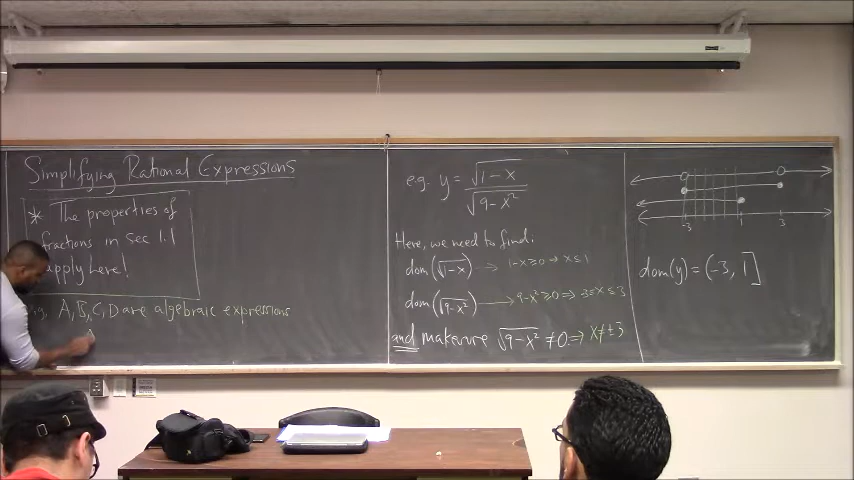 Simplifying Rational Expressions
* The properties of
fractions in Sec 1.1
apply here!
e.g. A, B, C, D are algebraic expressions
A
e.g. y = √(1-x) / √(9-x²)
Here, we need to find.
dom(√(1-x)) → 1-x≥0 ⇒ x≤1
dom(√(9-x²)) → 9-x²≥0 ⇒ -3≤x≤3
and make sure √(9-x²) ≠ 0 ⇒ x≠±3
-3 1 3
dom(y) = (-3, 1]